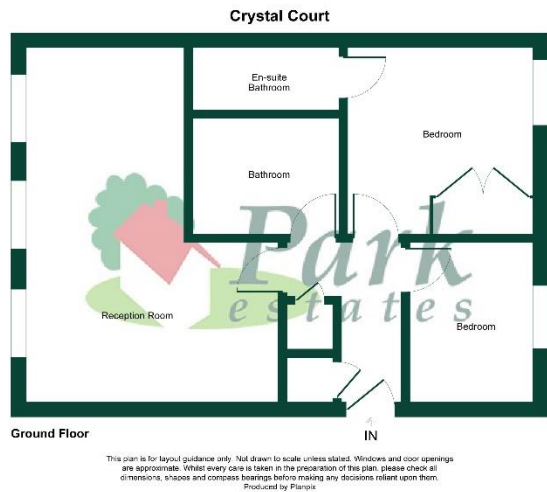 Crystal Court
En-suite
Bathroom
Bedroom
Bathroom
Park
estates
Reception Room
Bedroom
Ground Floor
IN
This plan is for layout guidance only. Not drawn to scale unless stated. Windows and door openings
are approximate. Whilst every care is taken in the preparation of this plan, please check all
dimensions, shapes and compass bearings before making any decisions reliant upon them.
Produced by Planpix